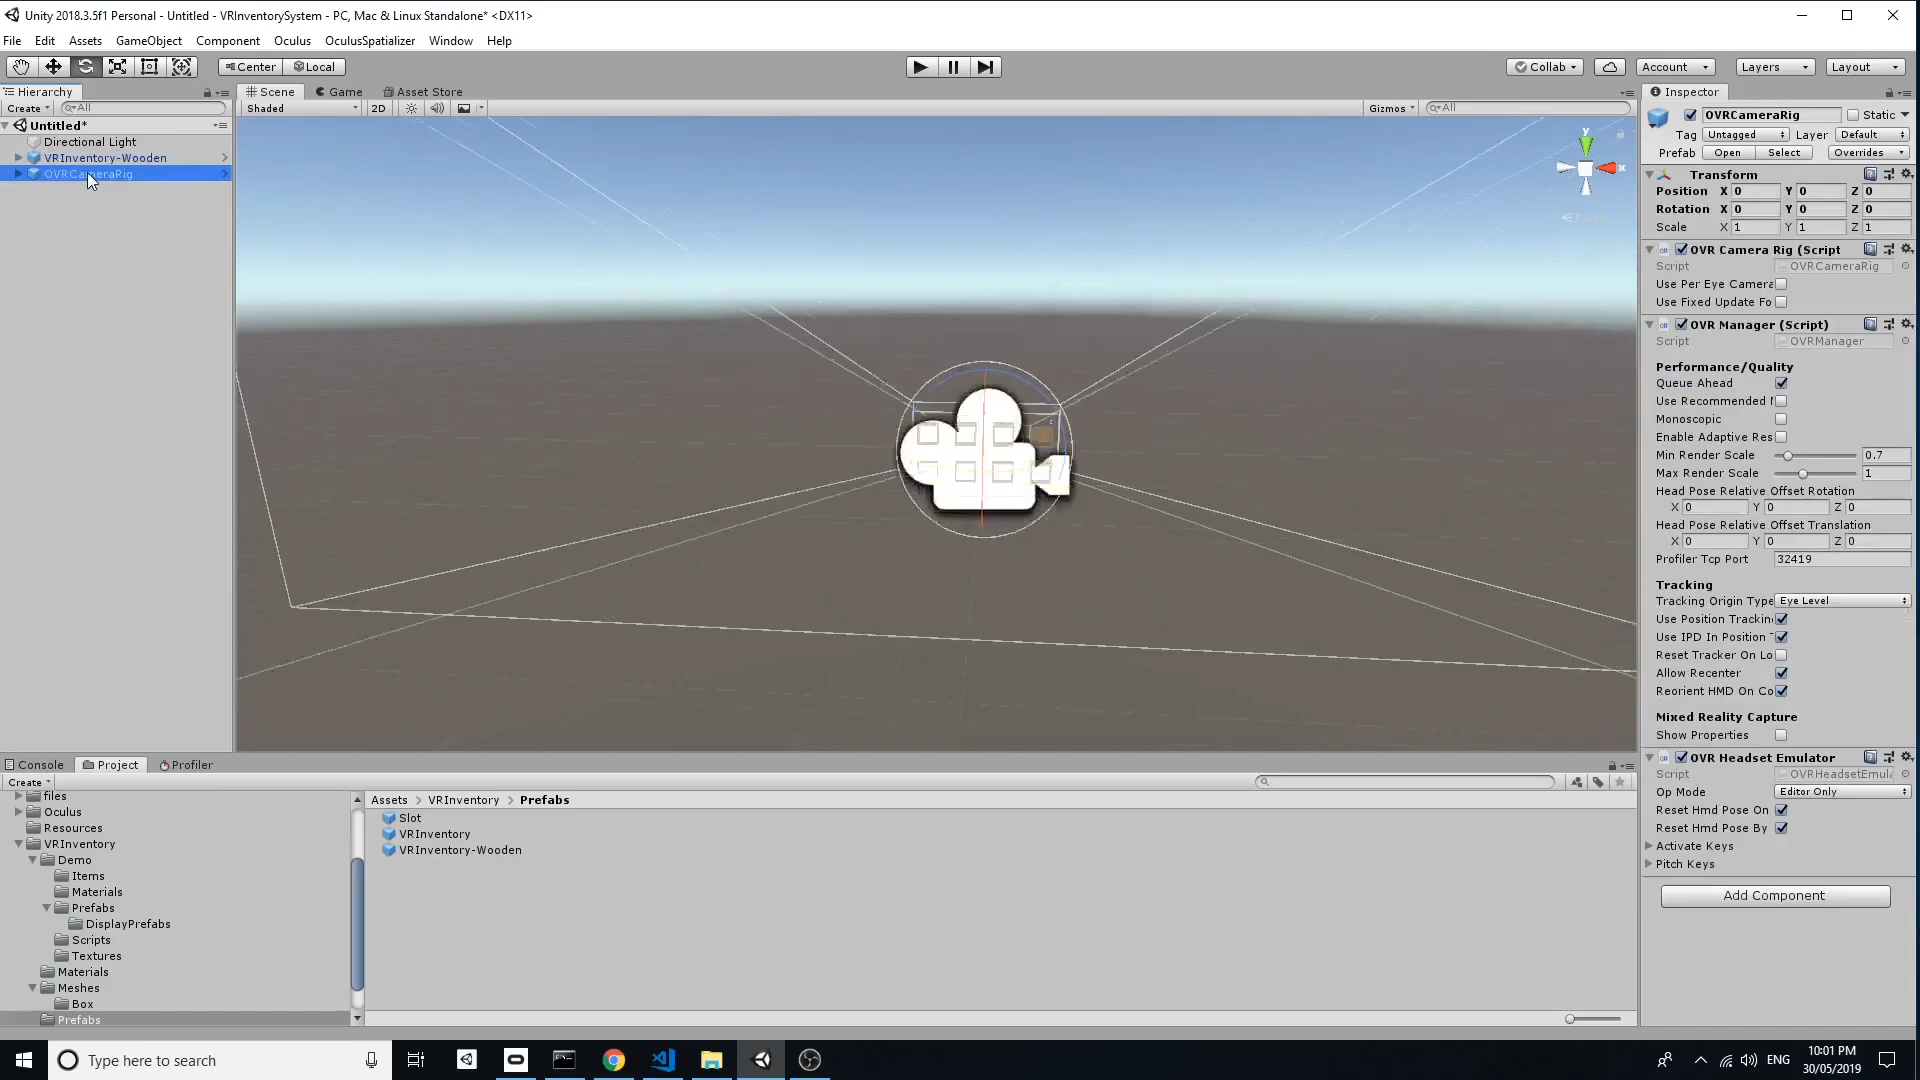 Unity 2018.3.5f1 Personal - Untitled - VRInventorySystem - PC, Mac & Linux Standalone* <DX11>
File Edit Assets GameObject Component Oculus OculusSpatializer Window Help
Center Local Collab Account Layers Layout
Hierarchy Scene Game Asset Store Inspector
Create All Shaded 2D Gizmos All
Untitled*
Directional Light
VRInventory-Wooden
OVRCameraRig
y
x
OVRCameraRig Static
Tag Untagged Layer Default
Prefab Open Select Overrides
Transform
Position X 0 Y 0 Z 0
Rotation X 0 Y 0 Z 0
Scale X 1 Y 1 Z 1
OVR Camera Rig (Script
Script OVRCameraRig
Use Per Eye Camera
Use Fixed Update Fo
OVR Manager (Script)
Script OVRManager
Performance/Quality
Queue Ahead
Use Recommended
Monoscopic
Enable Adaptive Res
Min Render Scale 0.7
Max Render Scale 1
Head Pose Relative Offset Rotation
X 0 Y 0 Z 0
Head Pose Relative Offset Translation
X 0 Y 0 Z 0
Profiler Tcp Port 32419
Tracking
Tracking Origin Type Eye Level
Use Position Trackin
Use IPD In Position
Reset Tracker On Lo
Allow Recenter
Reorient HMD On Co
Mixed Reality Capture
Show Properties
OVR Headset Emulator
Script OVRHeadsetEmula
Op Mode Editor Only
Reset Hmd Pose On
Reset Hmd Pose By
Activate Keys
Pitch Keys
Add Component
Console Project Profiler
Create
files
Oculus
Resources
VRInventory
Demo
Items
Materials
Prefabs
DisplayPrefabs
Scripts
Textures
Materials
Meshes
Box
Prefabs
Assets > VRInventory > Prefabs
Slot
VRInventory
VRInventory-Wooden
Type here to search
ENG
10:01 PM
30/05/2019